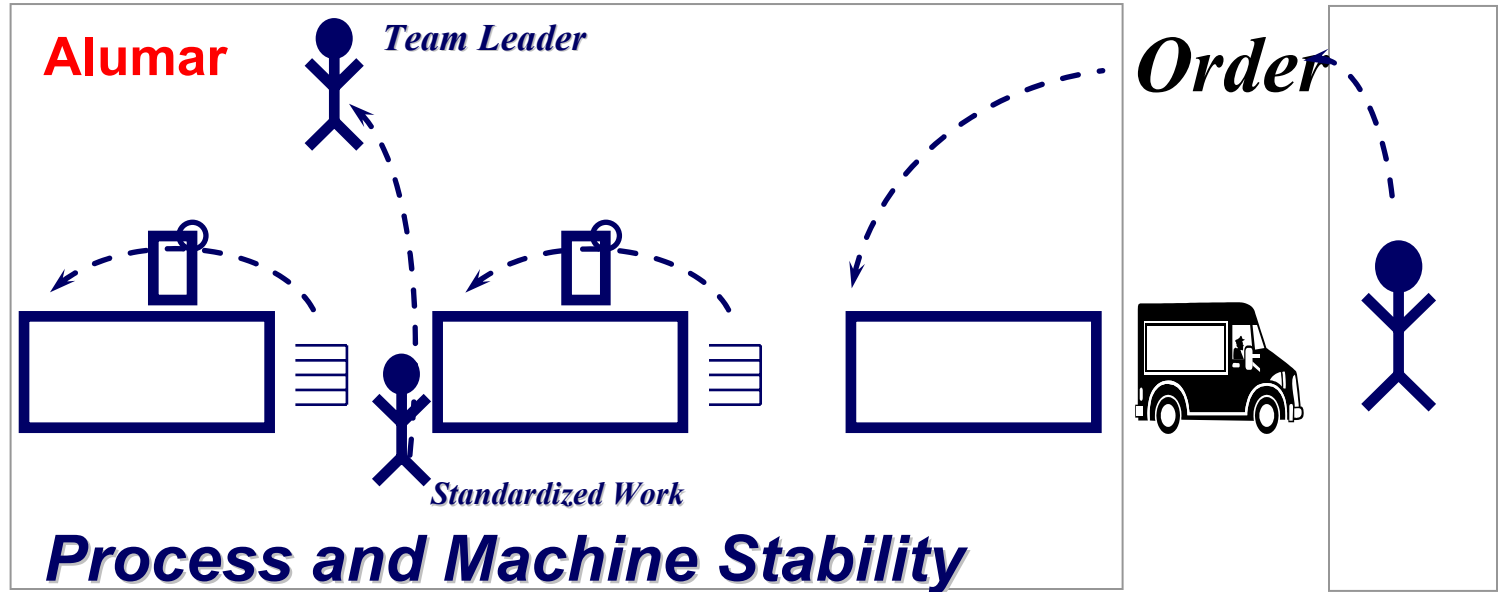 Alumar
Team Leader
Order
Standardized Work
Process and Machine Stability